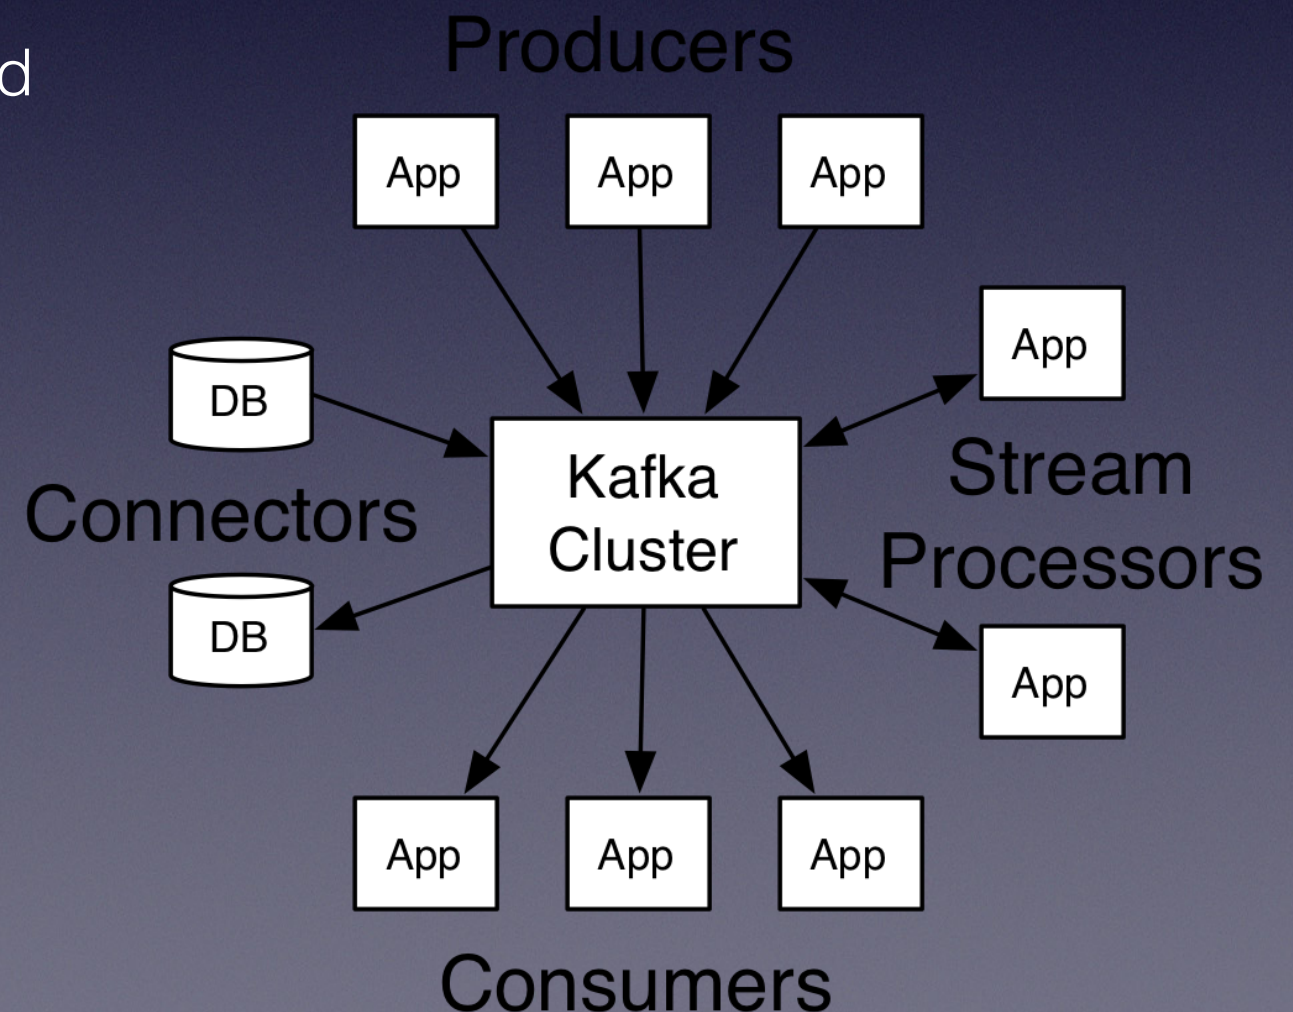 d
Producers
App
App
App
App
DB
Kafka
Cluster
Stream
Processors
Connectors
DB
App
App
App
App
Consumers